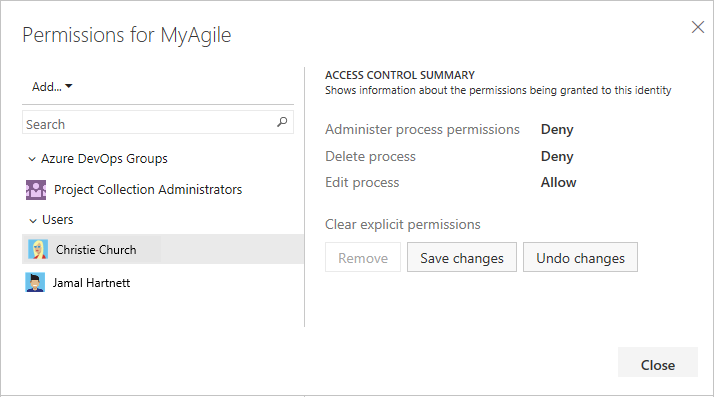 Permissions for MyAgile
Add...
Search
Azure DevOps Groups
Project Collection Administrators
Users
Christie Church
Jamal Hartnett
ACCESS CONTROL SUMMARY
Shows information about the permissions being granted to this identity
Administer process permissions Deny
Delete process Deny
Edit process Allow
Clear explicit permissions
Remove Save changes Undo changes
Close